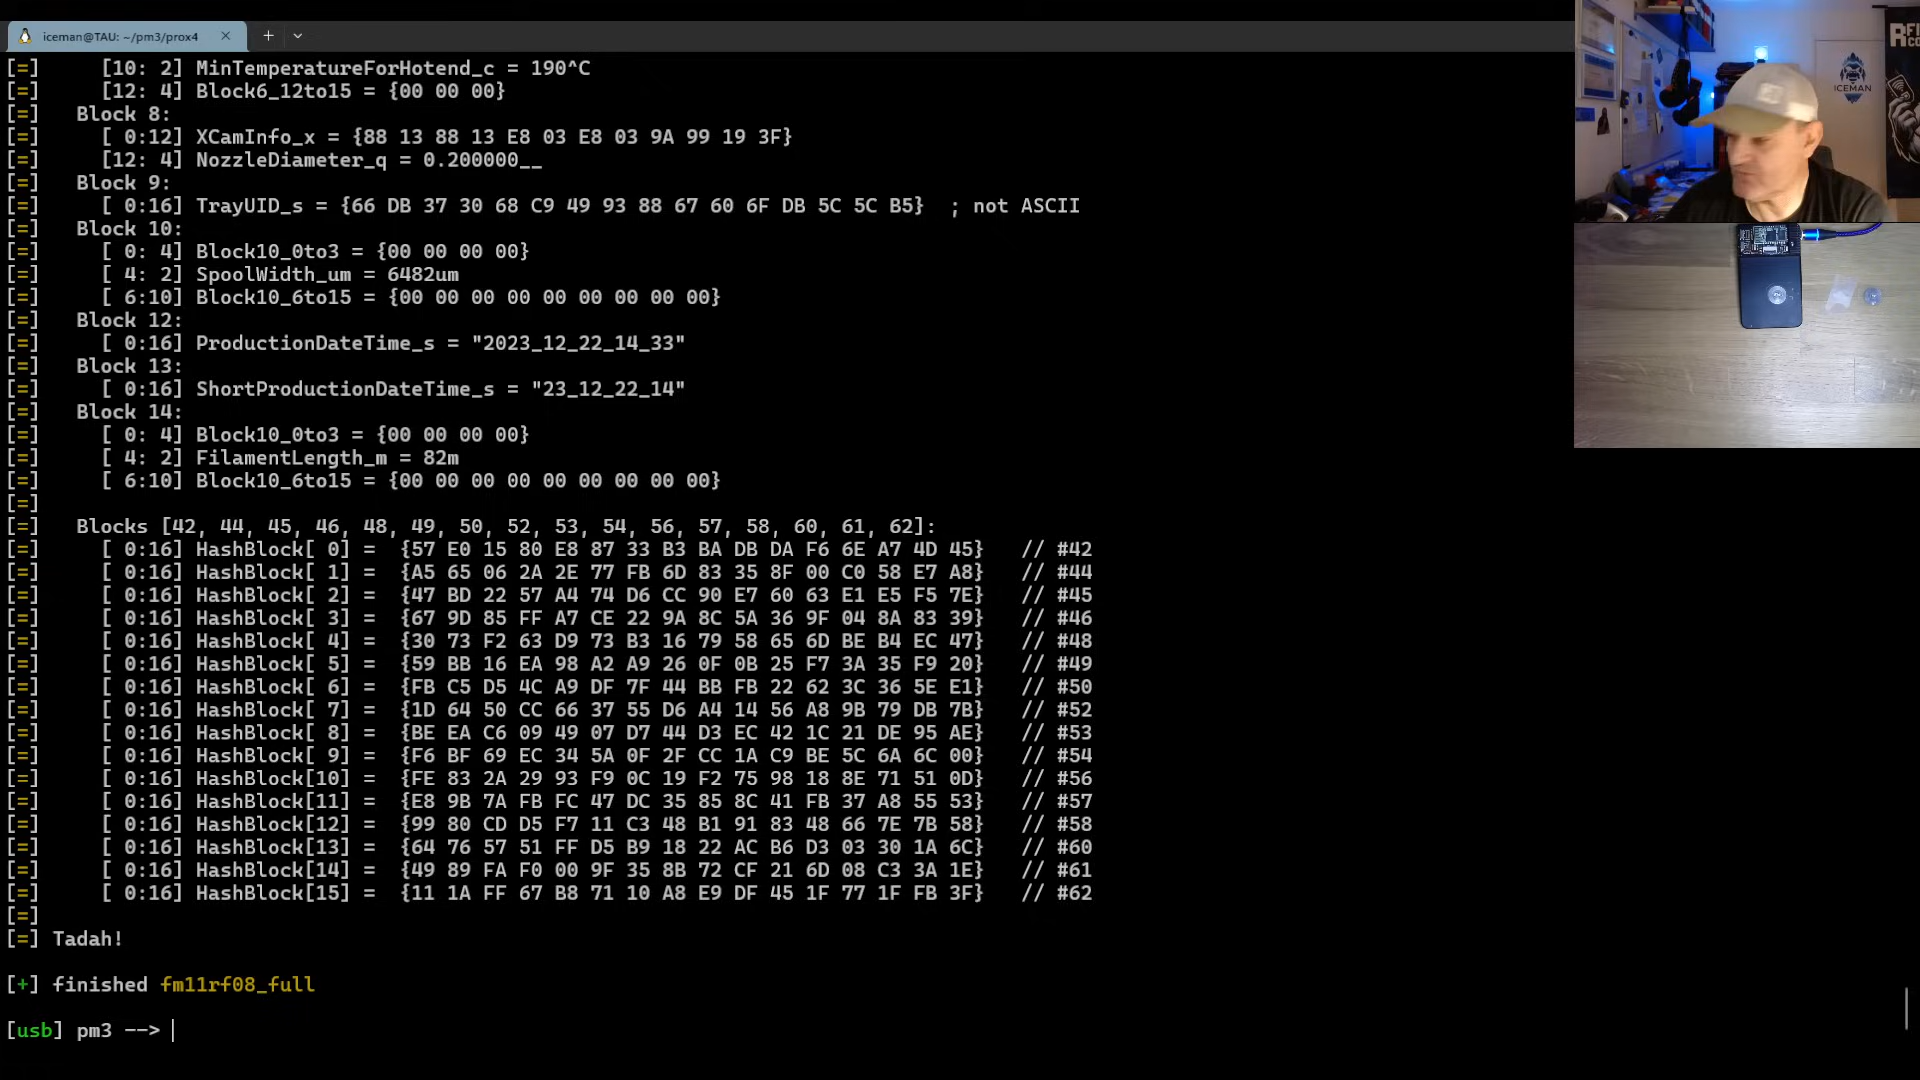 iceman@TAU: ~/pm3/prox4
[=] [10: 2] MinTemperatureForHotend_c = 190^C
[=] [12: 4] Block6_12to15 = {00 00 00}
[=] Block 8:
[=] [ 0:12] XCamInfo_x = {88 13 88 13 E8 03 E8 03 9A 99 19 3F}
[=] [12: 4] NozzleDiameter_q = 0.200000__
[=] Block 9:
[=] [ 0:16] TrayUID_s = {66 DB 37 30 68 C9 49 93 88 67 60 6F DB 5C 5C B5} ; not ASCII
[=] Block 10:
[=] [ 0: 4] Block10_0to3 = {00 00 00 00}
[=] [ 4: 2] SpoolWidth_um = 6482um
[=] [ 6:10] Block10_6to15 = {00 00 00 00 00 00 00 00 00}
[=] Block 12:
[=] [ 0:16] ProductionDateTime_s = "2023_12_22_14_33"
[=] Block 13:
[=] [ 0:16] ShortProductionDateTime_s = "23_12_22_14"
[=] Block 14:
[=] [ 0: 4] Block10_0to3 = {00 00 00 00}
[=] [ 4: 2] FilamentLength_m = 82m
[=] [ 6:10] Block10_6to15 = {00 00 00 00 00 00 00 00 00}
[=]
[=] Blocks [42, 44, 45, 46, 48, 49, 50, 52, 53, 54, 56, 57, 58, 60, 61, 62]:
[=] [ 0:16] HashBlock[ 0] = {57 E0 15 80 E8 87 33 B3 BA DB DA F6 6E A7 4D 45} // #42
[=] [ 0:16] HashBlock[ 1] = {A5 65 06 2A 2E 77 FB 6D 83 35 8F 00 C0 58 E7 A8} // #44
[=] [ 0:16] HashBlock[ 2] = {47 BD 22 57 A4 74 D6 CC 90 E7 60 63 E1 E5 F5 7E} // #45
[=] [ 0:16] HashBlock[ 3] = {67 9D 85 FF A7 CE 22 9A 8C 5A 36 9F 04 8A 83 39} // #46
[=] [ 0:16] HashBlock[ 4] = {30 73 F2 63 D9 73 B3 16 79 58 65 6D BE B4 EC 47} // #48
[=] [ 0:16] HashBlock[ 5] = {59 BB 16 EA 98 A2 A9 26 0F 0B 25 F7 3A 35 F9 20} // #49
[=] [ 0:16] HashBlock[ 6] = {FB C5 D5 4C A9 DF 7F 44 BB FB 22 62 3C 36 5E E1} // #50
[=] [ 0:16] HashBlock[ 7] = {1D 64 50 CC 66 37 55 D6 A4 14 56 A8 9B 79 DB 7B} // #52
[=] [ 0:16] HashBlock[ 8] = {BE EA C6 09 49 07 D7 44 D3 EC 42 1C 21 DE 95 AE} // #53
[=] [ 0:16] HashBlock[ 9] = {F6 BF 69 EC 34 5A 0F 2F CC 1A C9 BE 5C 6A 6C 00} // #54
[=] [ 0:16] HashBlock[10] = {FE 83 2A 29 93 F9 0C 19 F2 75 98 18 8E 71 51 0D} // #56
[=] [ 0:16] HashBlock[11] = {E8 9B 7A FB FC 47 DC 35 85 8C 41 FB 37 A8 55 53} // #57
[=] [ 0:16] HashBlock[12] = {99 80 CD D5 F7 11 C3 48 B1 91 83 48 66 7E 7B 58} // #58
[=] [ 0:16] HashBlock[13] = {64 76 57 51 FF D5 B9 18 22 AC B6 D3 03 30 1A 6C} // #60
[=] [ 0:16] HashBlock[14] = {49 89 FA F0 00 9F 35 8B 72 CF 21 6D 08 C3 3A 1E} // #61
[=] [ 0:16] HashBlock[15] = {11 1A FF 67 B8 71 10 A8 E9 DF 45 1F 77 1F FB 3F} // #62
[=]
[=] Tadah!
[+] finished fm11rf08_full
[usb] pm3 -->
ICEMAN